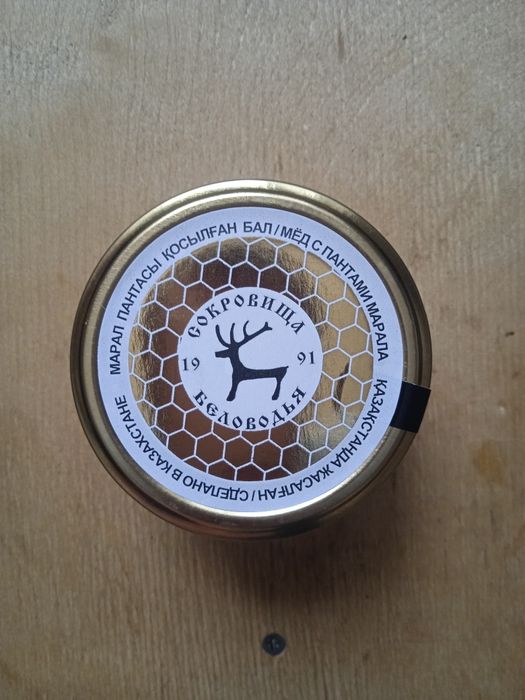 МАРАЛ ПАНТАСЫ ҚОСЫЛҒАН БАЛ / МЁД С ПАНТАМИ МАРАЛА
ҚАЗАҚСТАНДА ЖАСАЛҒАН / СДЕЛАНО В КАЗАХСТАНЕ
СОКРОВИЩА
19 91
БЕЛОВОДЬЯ